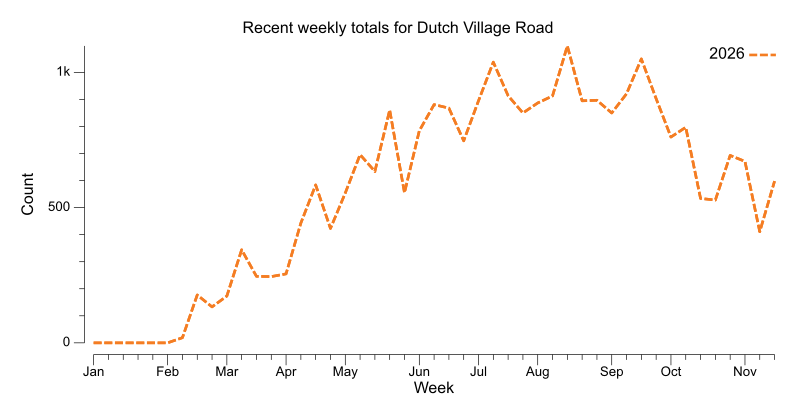 Recent weekly totals for Dutch Village Road
2026
1k
500
0
Count
Jan Feb Mar Apr May Jun Jul Aug Sep Oct Nov
Week